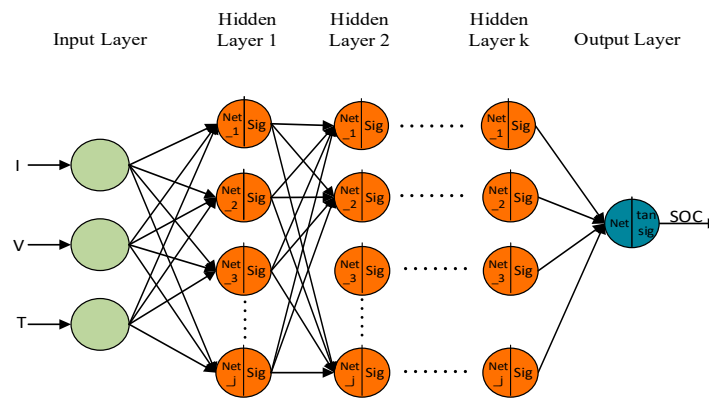 Input Layer
Hidden
Layer 1
Hidden
Layer 2
Hidden
Layer k
Output Layer
I
V
T
Net
_1
Sig
Net
_2
Sig
Net
_3
Sig
Net
_j
Sig
Net
_1
Sig
Net
_2
Sig
Net
_3
Sig
Net
_j
Sig
Net
_1
Sig
Net
_2
Sig
Net
_3
Sig
Net
_j
Sig
Net
tan
sig
SOC